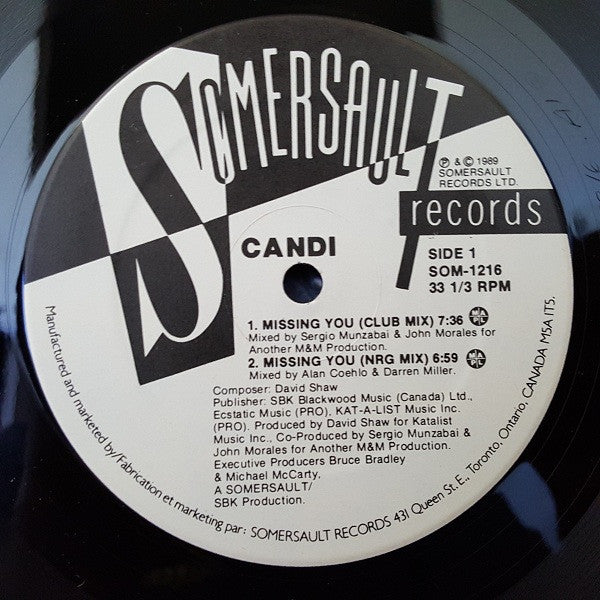 SOMERSAULT
records
℗ & © 1989
SOMERSAULT
RECORDS LTD.
CANDI
SIDE 1
SOM-1216
33 1/3 RPM
1. MISSING YOU (CLUB MIX) 7:36 MAPL
Mixed by Sergio Munzabai & John Morales for
Another M&M Production.
2. MISSING YOU (NRG MIX) 6:59 MAPL
Mixed by Alan Coehlo & Darren Miller.
Composer: David Shaw
Publisher: SBK Blackwood Music (Canada) Ltd.,
Ecstatic Music (PRO), KAT-A-LIST Music Inc.
(PRO). Produced by David Shaw for Katalist
Music Inc., Co-Produced by Sergio Munzabai &
John Morales for Another M&M Production.
Executive Producers Bruce Bradley
& Michael McCarty.
A SOMERSAULT/
SBK Production.
Manufactured and marketed by/Fabrication et marketing par: SOMERSAULT RECORDS 431 Queen St. E., Toronto, Ontario, CANADA M5A 1T5.